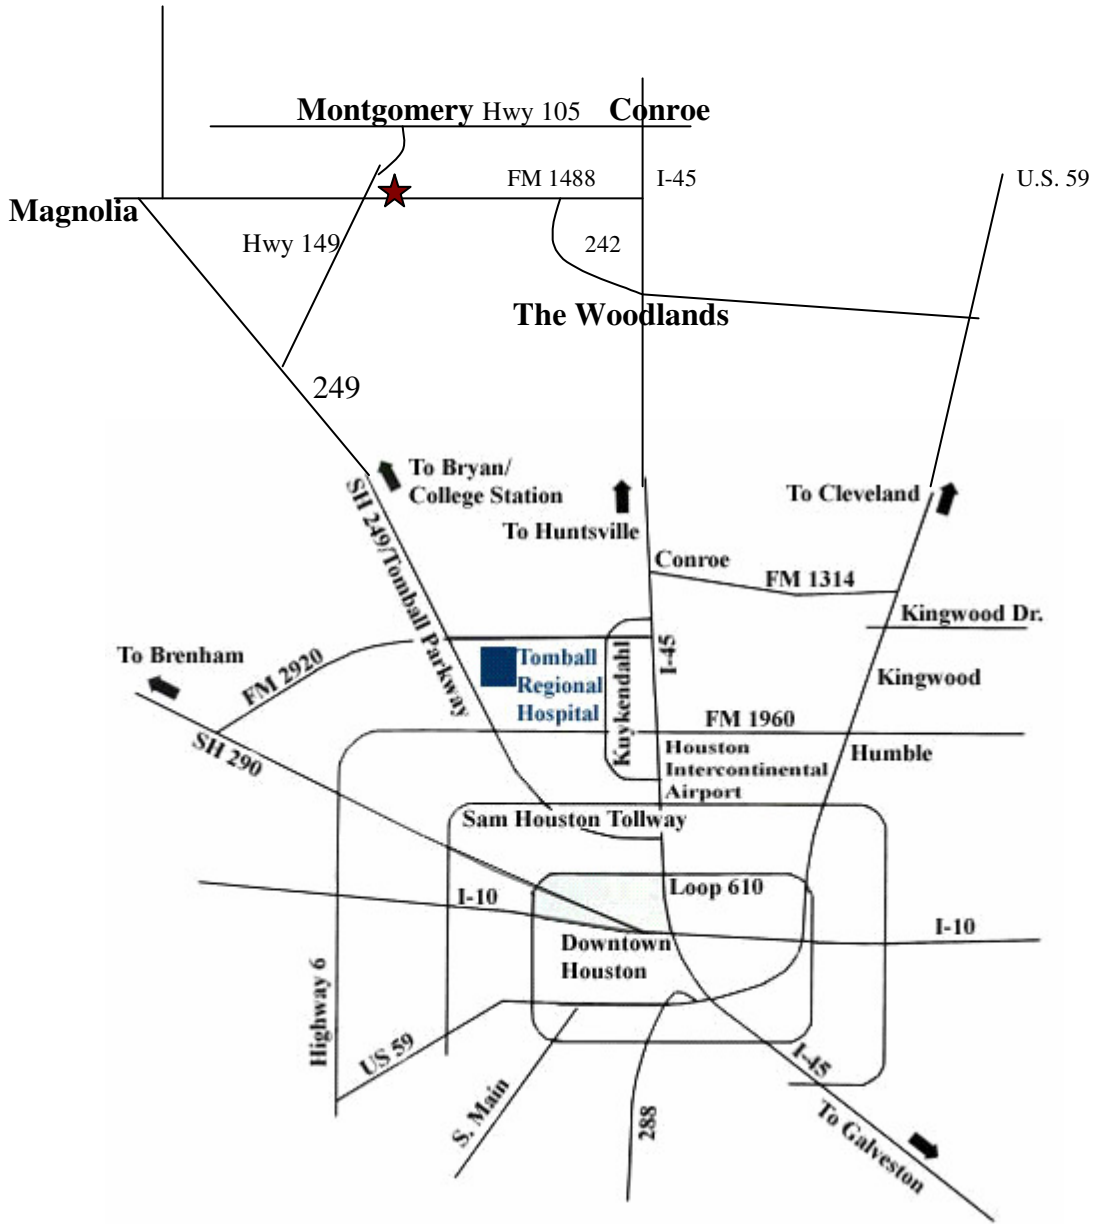 Montgomery Hwy 105 Conroe
FM 1488
I-45
U.S. 59
Magnolia
Hwy 149
242
The Woodlands
249
To Bryan/
College Station
To Huntsville
To Cleveland
SH 249/Tomball Parkway
Conroe
FM 1314
Kingwood Dr.
To Brenham
FM 2920
Tomball
Regional
Hospital
Kuykendahl
I-45
Kingwood
FM 1960
SH 290
Houston
Intercontinental
Airport
Humble
Sam Houston Tollway
Loop 610
I-10
I-10
Downtown
Houston
Highway 6
US 59
I-45
S. Main
288
To Galveston